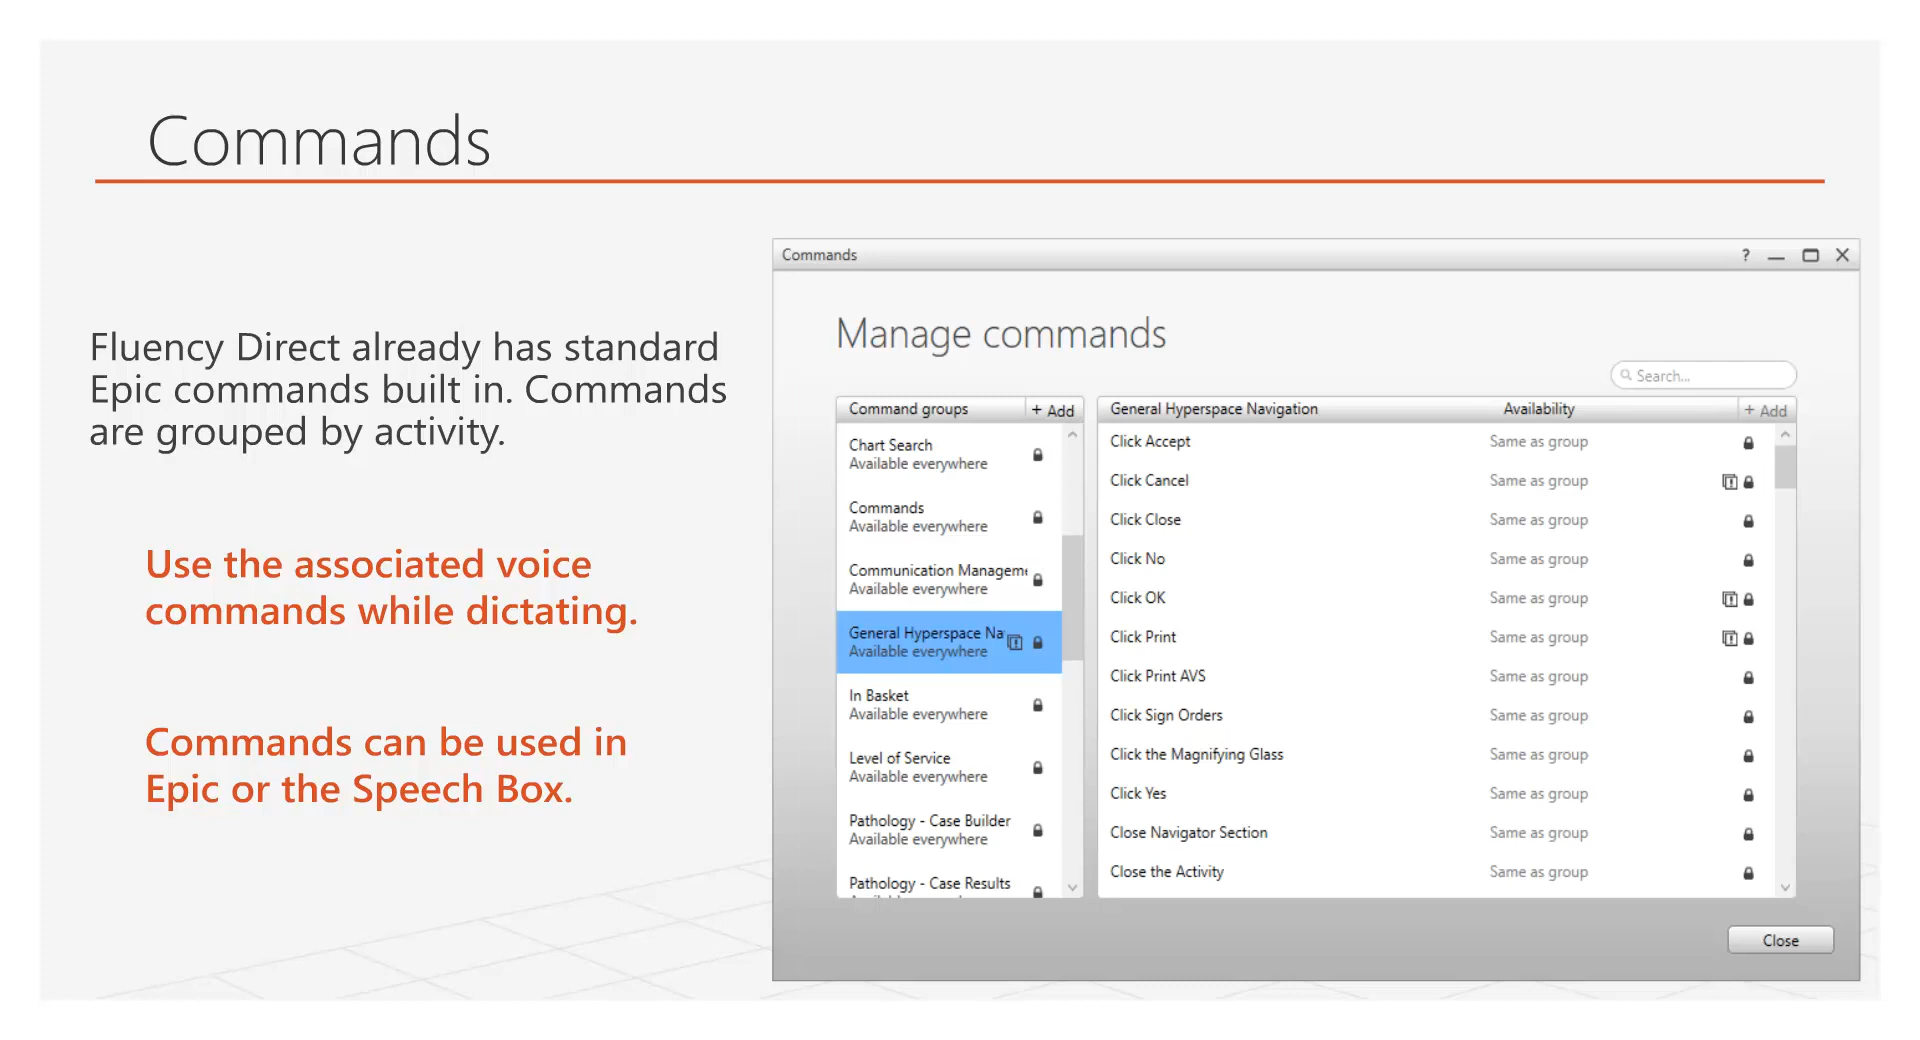 Commands
Fluency Direct already has standard
Epic commands built in. Commands
are grouped by activity.
Use the associated voice
commands while dictating.
Commands can be used in
Epic or the Speech Box.
Commands ?
Manage commands
Search...
Command groups + Add
Chart Search
Available everywhere
Commands
Available everywhere
Communication Manageme
Available everywhere
General Hyperspace Na
Available everywhere
In Basket
Available everywhere
Level of Service
Available everywhere
Pathology - Case Builder
Available everywhere
Pathology - Case Results
General Hyperspace Navigation Availability + Add
Click Accept Same as group
Click Cancel Same as group
Click Close Same as group
Click No Same as group
Click OK Same as group
Click Print Same as group
Click Print AVS Same as group
Click Sign Orders Same as group
Click the Magnifying Glass Same as group
Click Yes Same as group
Close Navigator Section Same as group
Close the Activity Same as group
Close